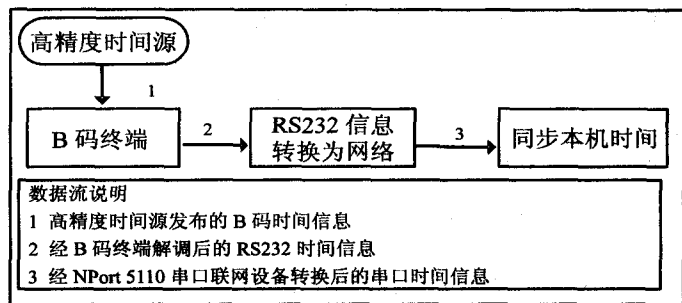 高精度时间源
1
B 码终端
2
RS232 信息
转换为网络
3
同步本机时间
数据流说明
1 高精度时间源发布的 B 码时间信息
2 经 B 码终端解调后的 RS232 时间信息
3 经 NPort 5110 串口联网设备转换后的串口时间信息